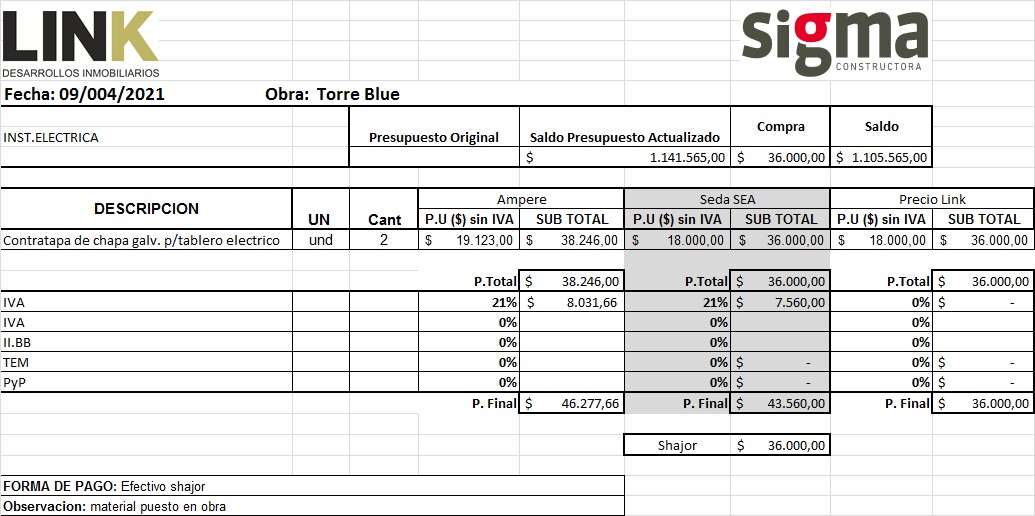 LINK
DESARROLLOS INMOBILIARIOS
sigma
CONSTRUCTORA
Fecha: 09/004/2021 Obra: Torre Blue
INST.ELECTRICA Presupuesto Original Saldo Presupuesto Actualizado Compra Saldo
$ 1.141.565,00 $ 36.000,00 $ 1.105.565,00
DESCRIPCION UN Cant Ampere Seda SEA Precio Link
P.U ($) sin IVA SUB TOTAL P.U ($) sin IVA SUB TOTAL P.U ($) sin IVA SUB TOTAL
Contratapa de chapa galv. p/tablero electrico und 2 $ 19.123,00 $ 38.246,00 $ 18.000,00 $ 36.000,00 $ 18.000,00 $ 36.000,00
P.Total $ 38.246,00 P.Total $ 36.000,00 P.Total $ 36.000,00
IVA 21% $ 8.031,66 21% $ 7.560,00 0% $ -
IVA 0% 0% 0%
II.BB 0% 0% 0%
TEM 0% 0% $ - 0% $ -
PyP 0% 0% $ - 0% $ -
P. Final $ 46.277,66 P. Final $ 43.560,00 P. Final $ 36.000,00
Shajor $ 36.000,00
FORMA DE PAGO: Efectivo shajor
Observacion: material puesto en obra